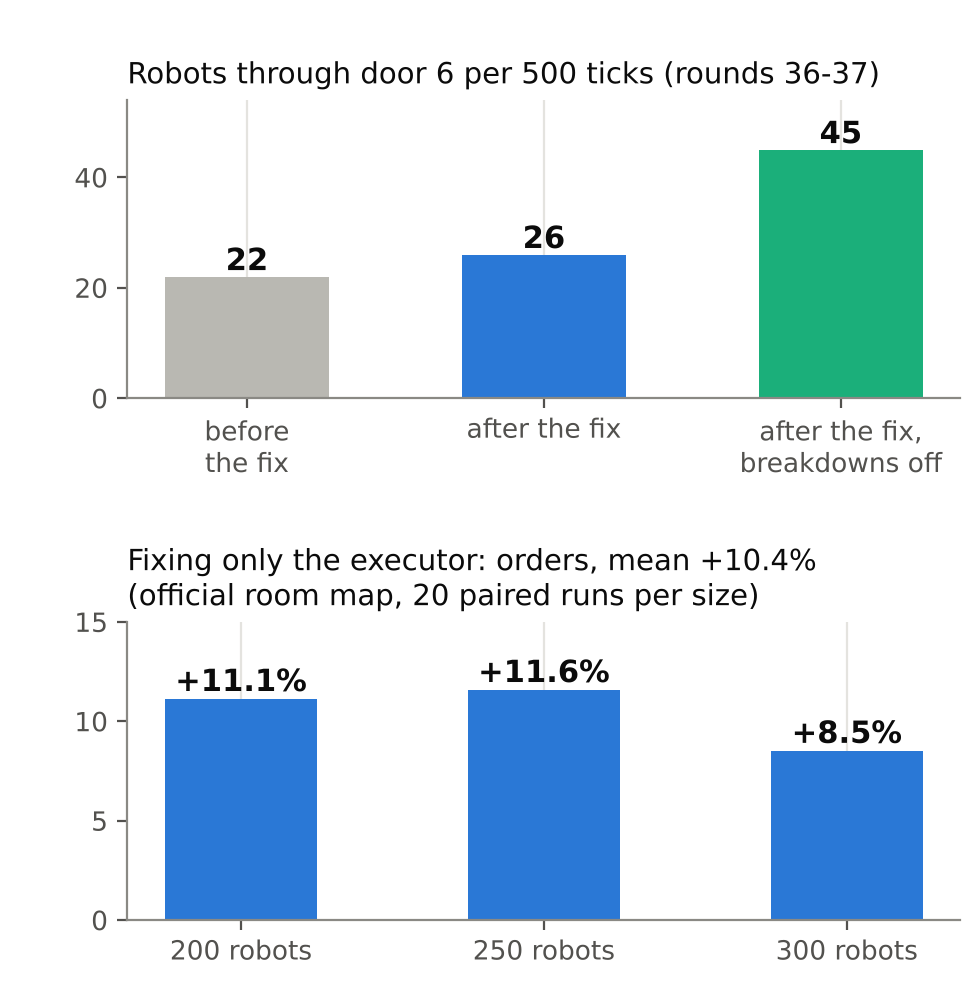 Robots through door 6 per 500 ticks (rounds 36-37)
45
40
26
22
20
0
before
the fix
after the fix
after the fix,
breakdowns off
Fixing only the executor: orders, mean +10.4%
(official room map, 20 paired runs per size)
15
+11.1%
+11.6%
10
+8.5%
5
0
200 robots
250 robots
300 robots